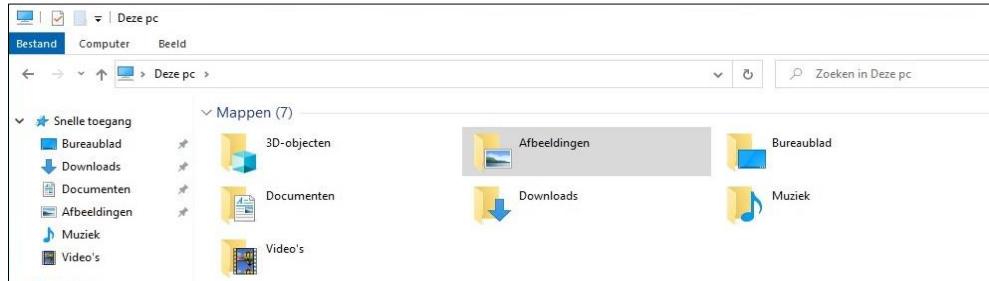 Deze pc
Bestand Computer Beeld
Deze pc
Zoeken in Deze pc
Snelle toegang
Bureaublad
Downloads
Documenten
Afbeeldingen
Muziek
Video's
Mappen (7)
3D-objecten Afbeeldingen Bureaublad
Documenten Downloads Muziek
Video's